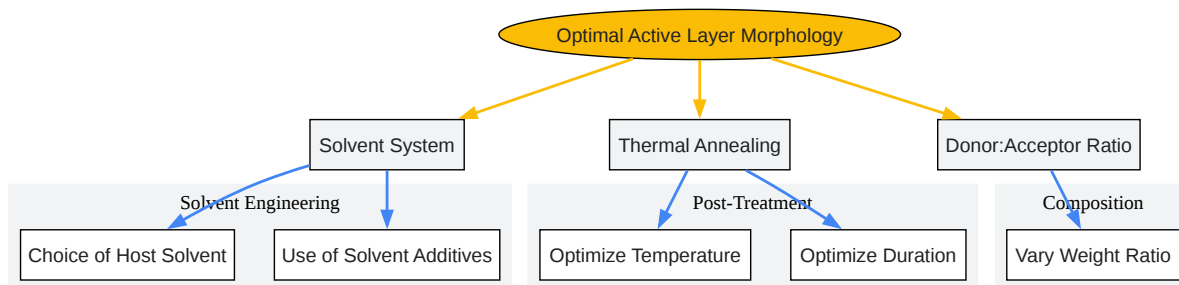 Optimal Active Layer Morphology
Solvent System
Thermal Annealing
Donor:Acceptor Ratio
Solvent Engineering
Post-Treatment
Composition
Choice of Host Solvent
Use of Solvent Additives
Optimize Temperature
Optimize Duration
Vary Weight Ratio